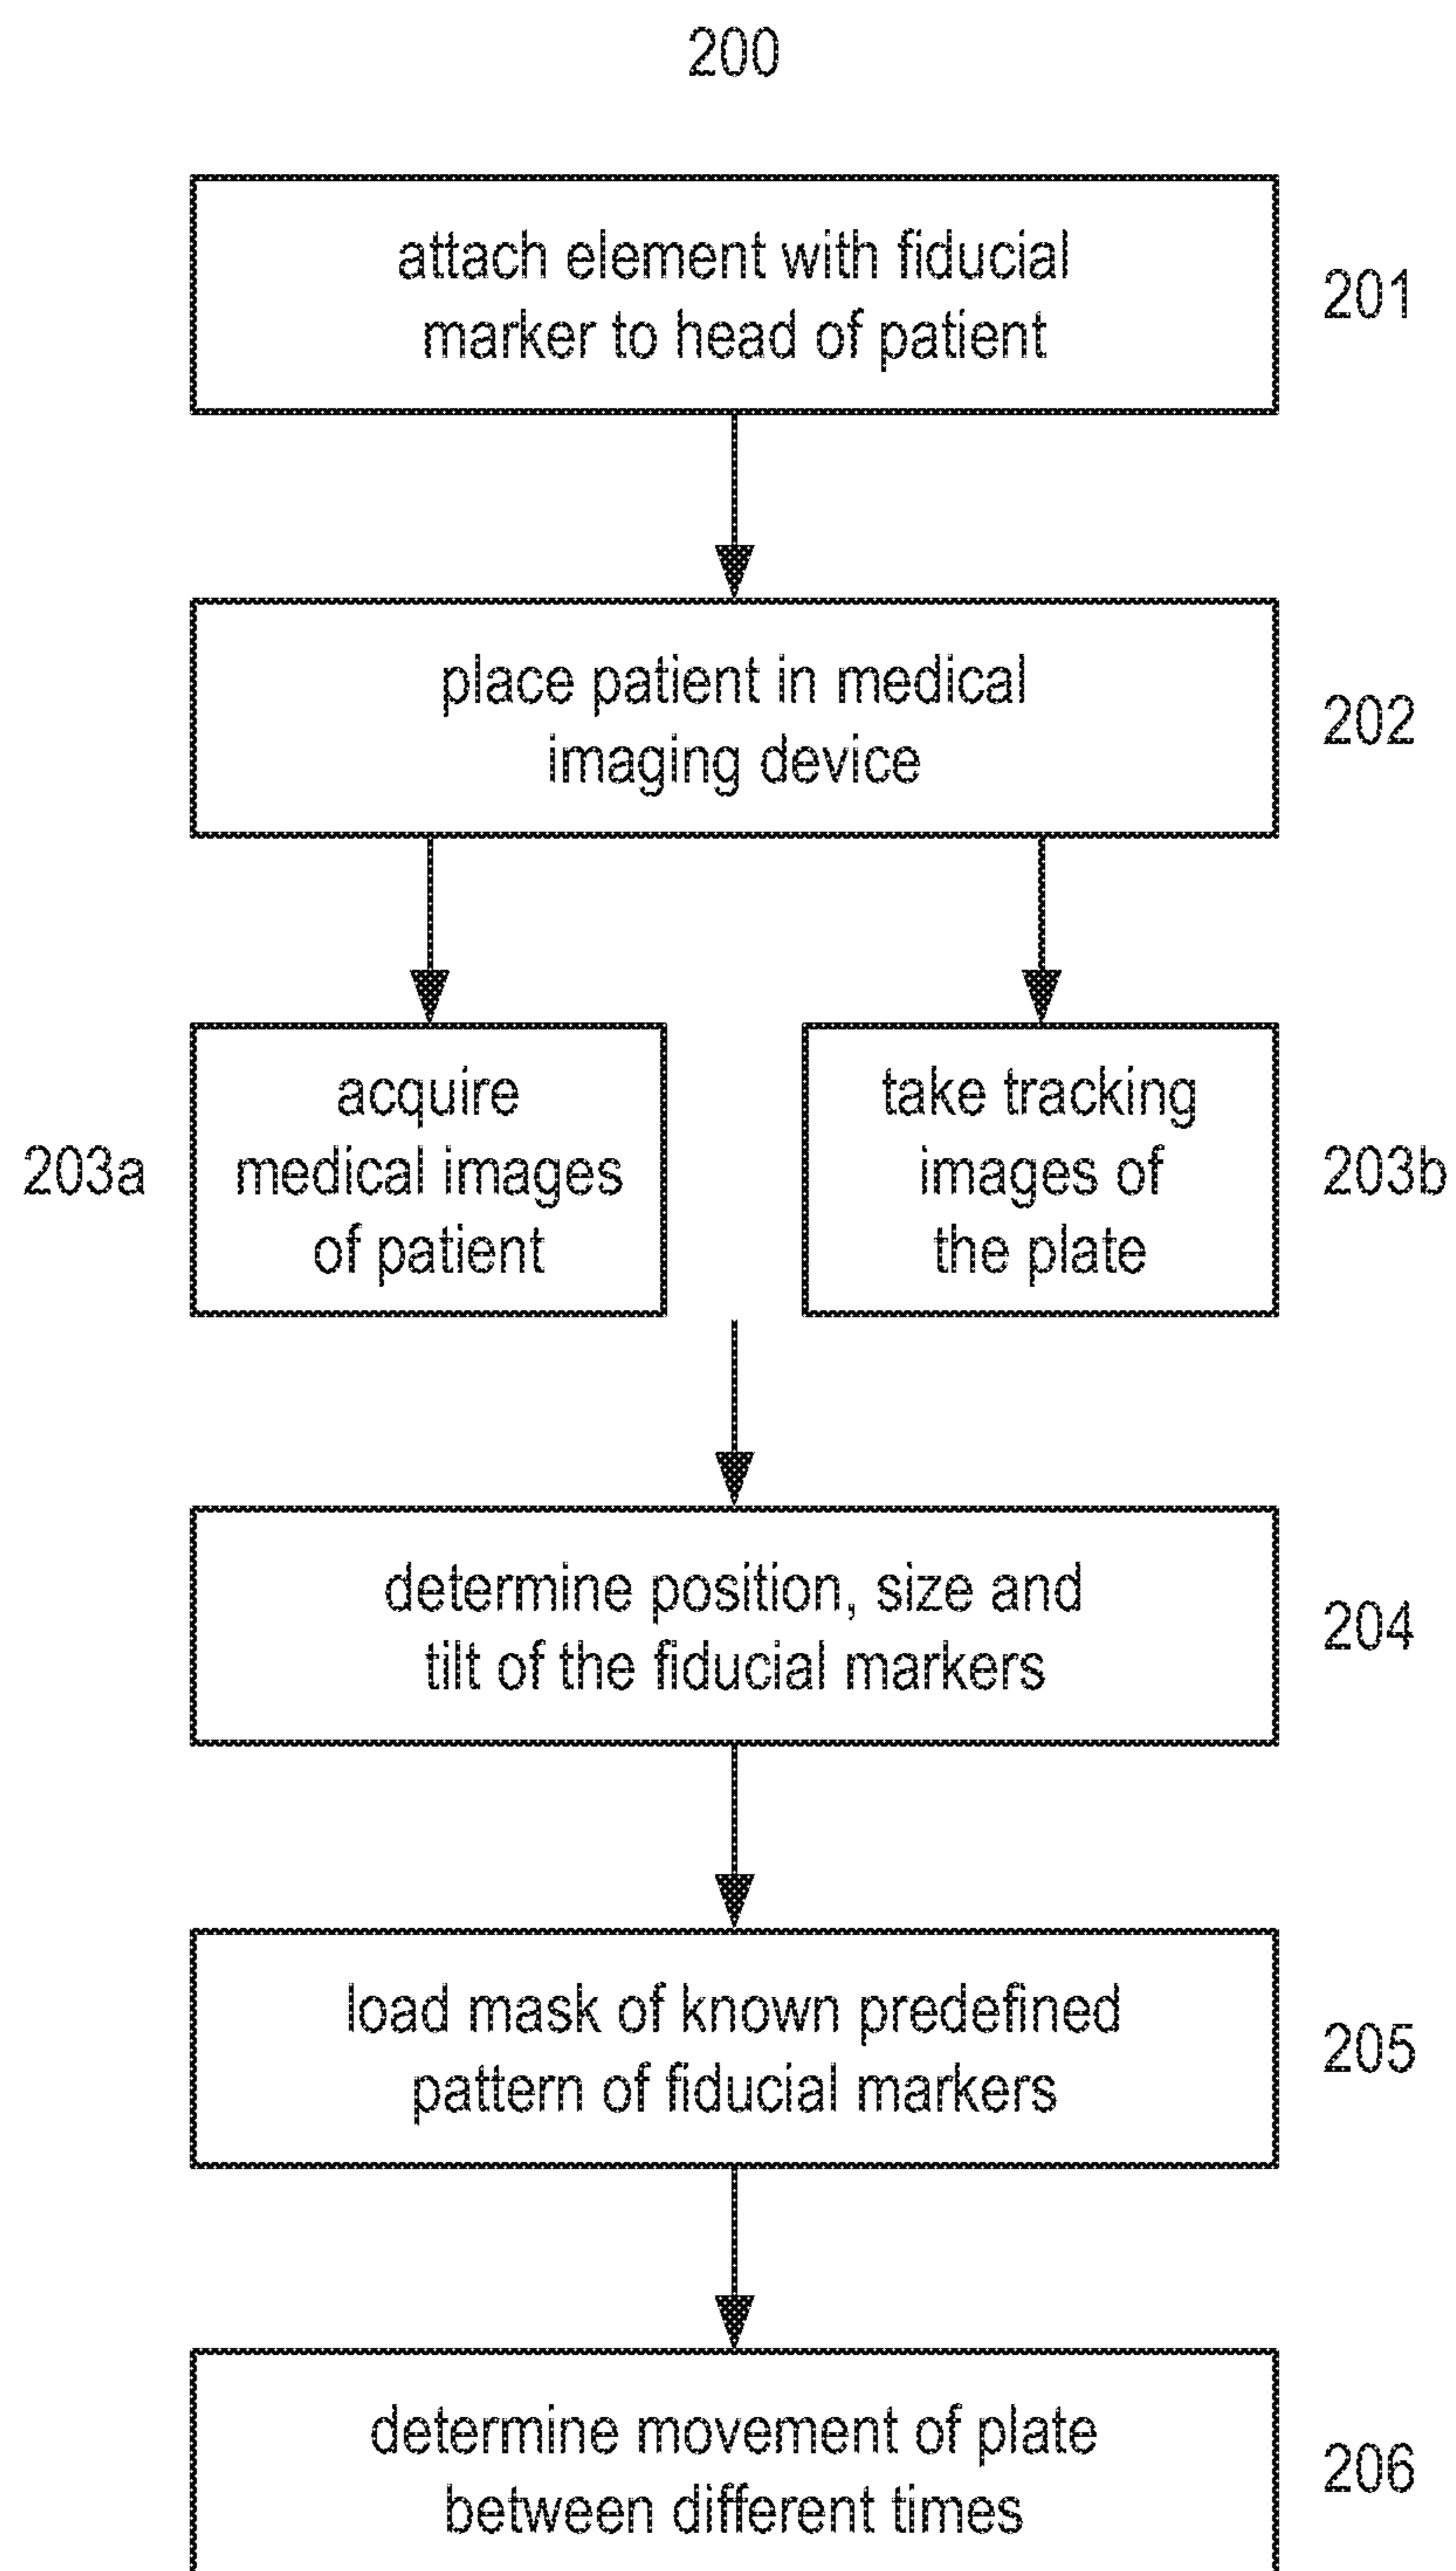 200
attach element with fiducial
marker to head of patient
201
place patient in medical
imaging device
202
203a
acquire
medical images
of patient
take tracking
images of
the plate
203b
determine position, size and
tilt of the fiducial markers
204
load mask of known predefined
pattern of fiducial markers
205
determine movement of plate
between different times
206